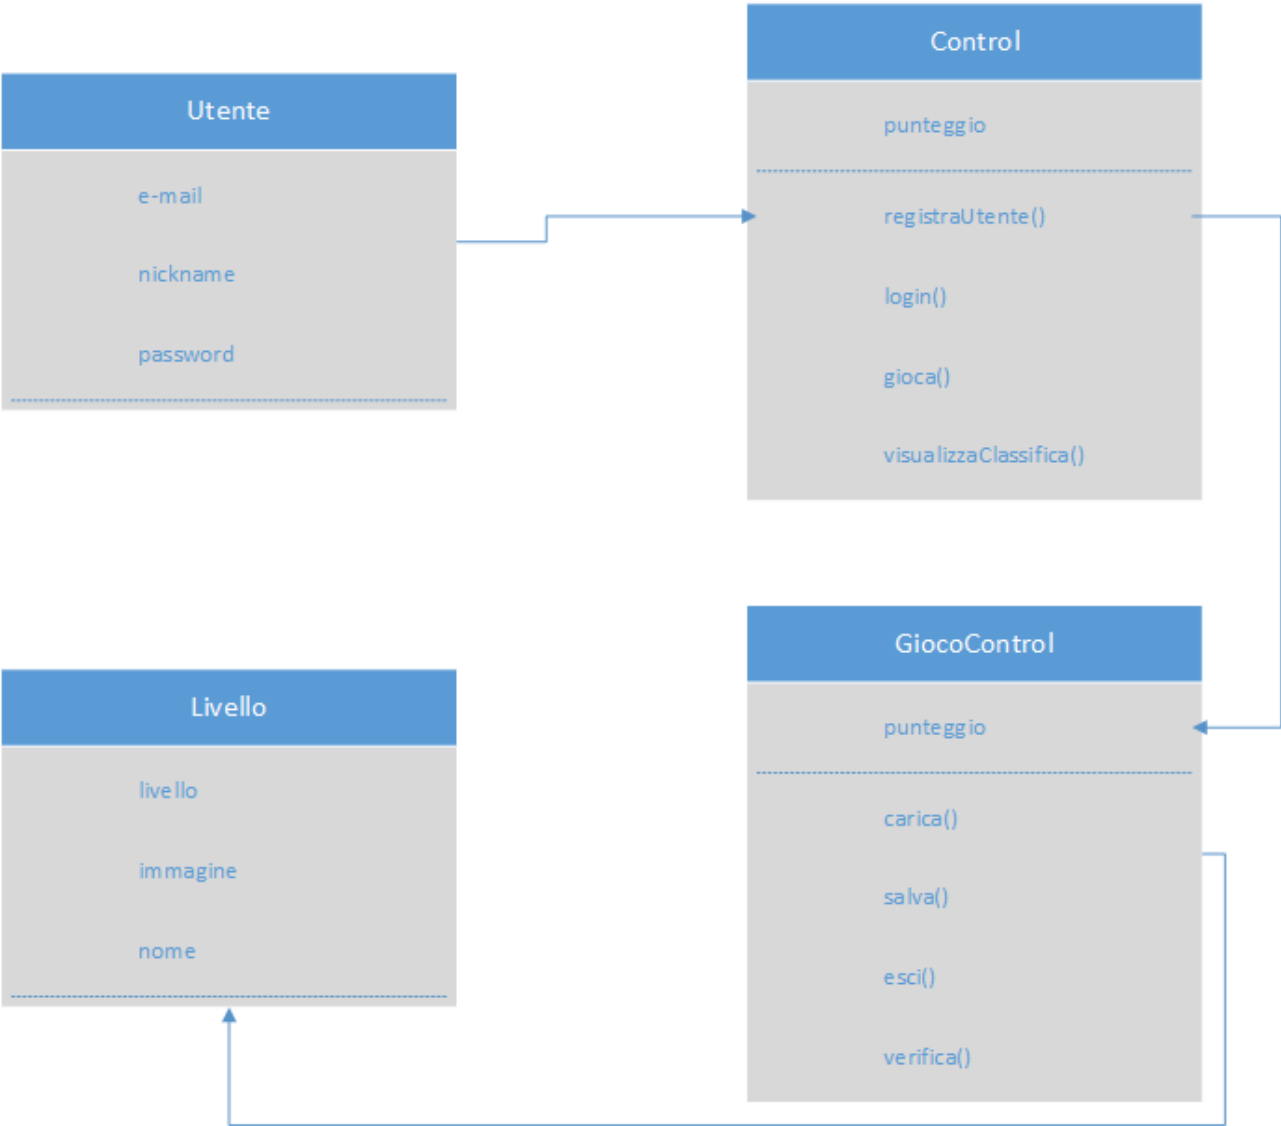 Utente
e-mail
nickname
password
Control
punteggio
registraUtente()
login()
gioca()
visualizzaClassifica()
Livello
livello
immagine
nome
GiocoControl
punteggio
carica()
salva()
esci()
verifica()